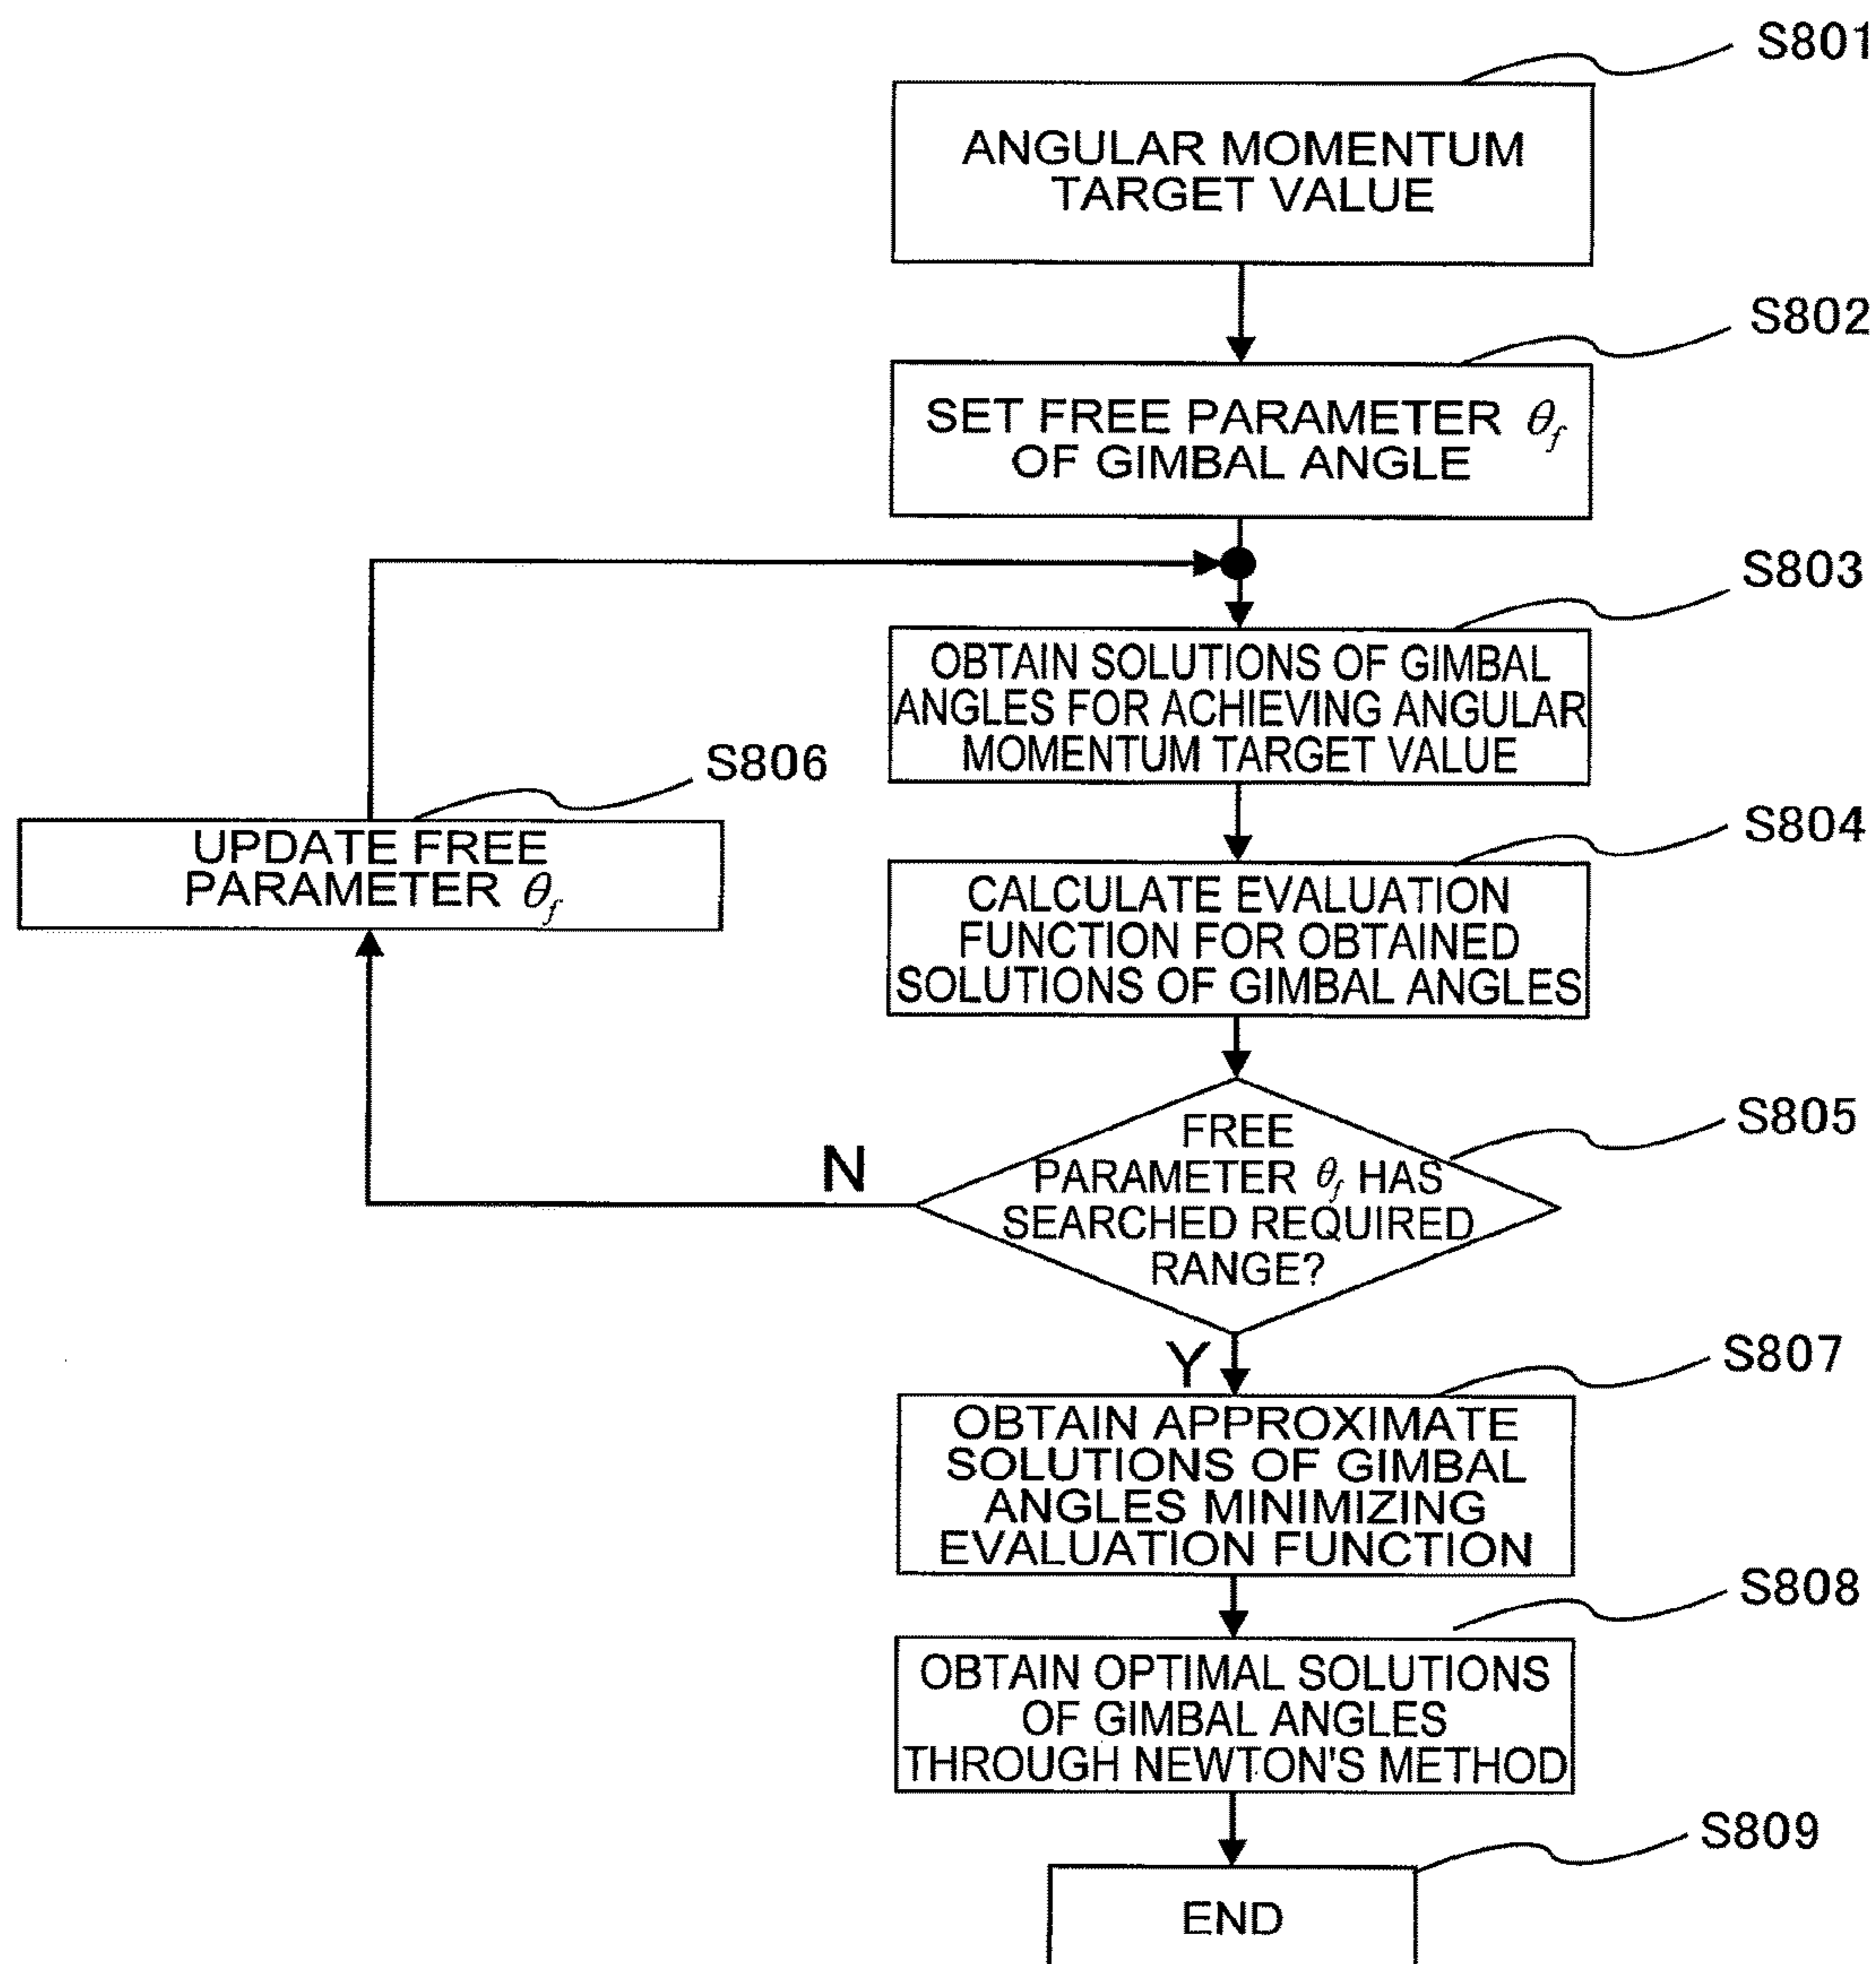 S801
ANGULAR MOMENTUM
TARGET VALUE
S802
SET FREE PARAMETER θf
OF GIMBAL ANGLE
S803
OBTAIN SOLUTIONS OF GIMBAL
ANGLES FOR ACHIEVING ANGULAR
MOMENTUM TARGET VALUE
S806
UPDATE FREE
PARAMETER θf
S804
CALCULATE EVALUATION
FUNCTION FOR OBTAINED
SOLUTIONS OF GIMBAL ANGLES
S805
FREE
PARAMETER θf HAS
SEARCHED REQUIRED
RANGE?
N
Y
S807
OBTAIN APPROXIMATE
SOLUTIONS OF GIMBAL
ANGLES MINIMIZING
EVALUATION FUNCTION
S808
OBTAIN OPTIMAL SOLUTIONS
OF GIMBAL ANGLES
THROUGH NEWTON'S METHOD
S809
END